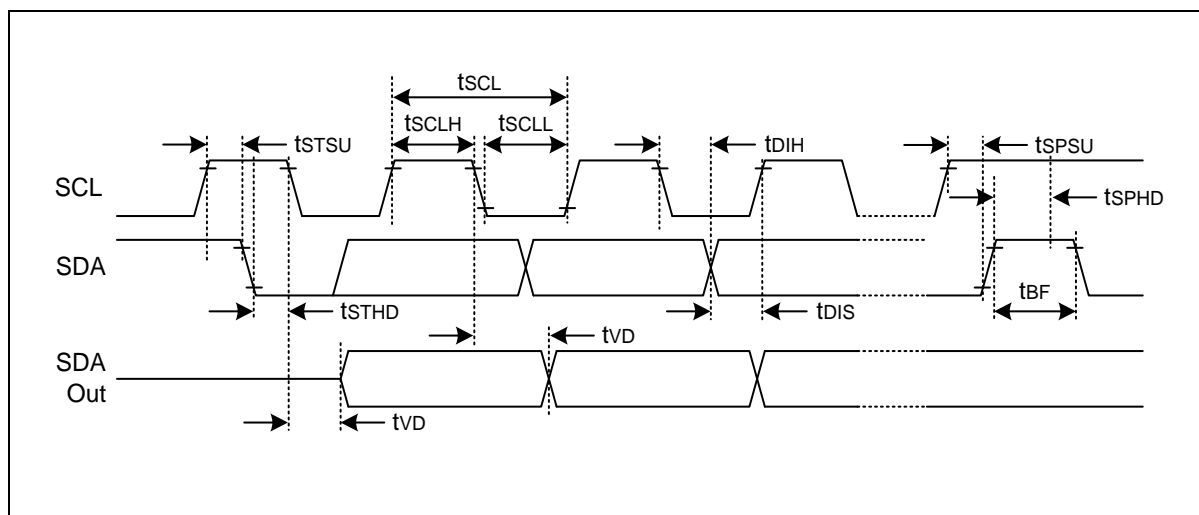 tSCL
tSCLH
tSCLL
tSTSU
tDIH
tSPSU
SCL
tSPHD
SDA
tBF
tSTHD
tDIS
tVD
SDA
Out
tVD